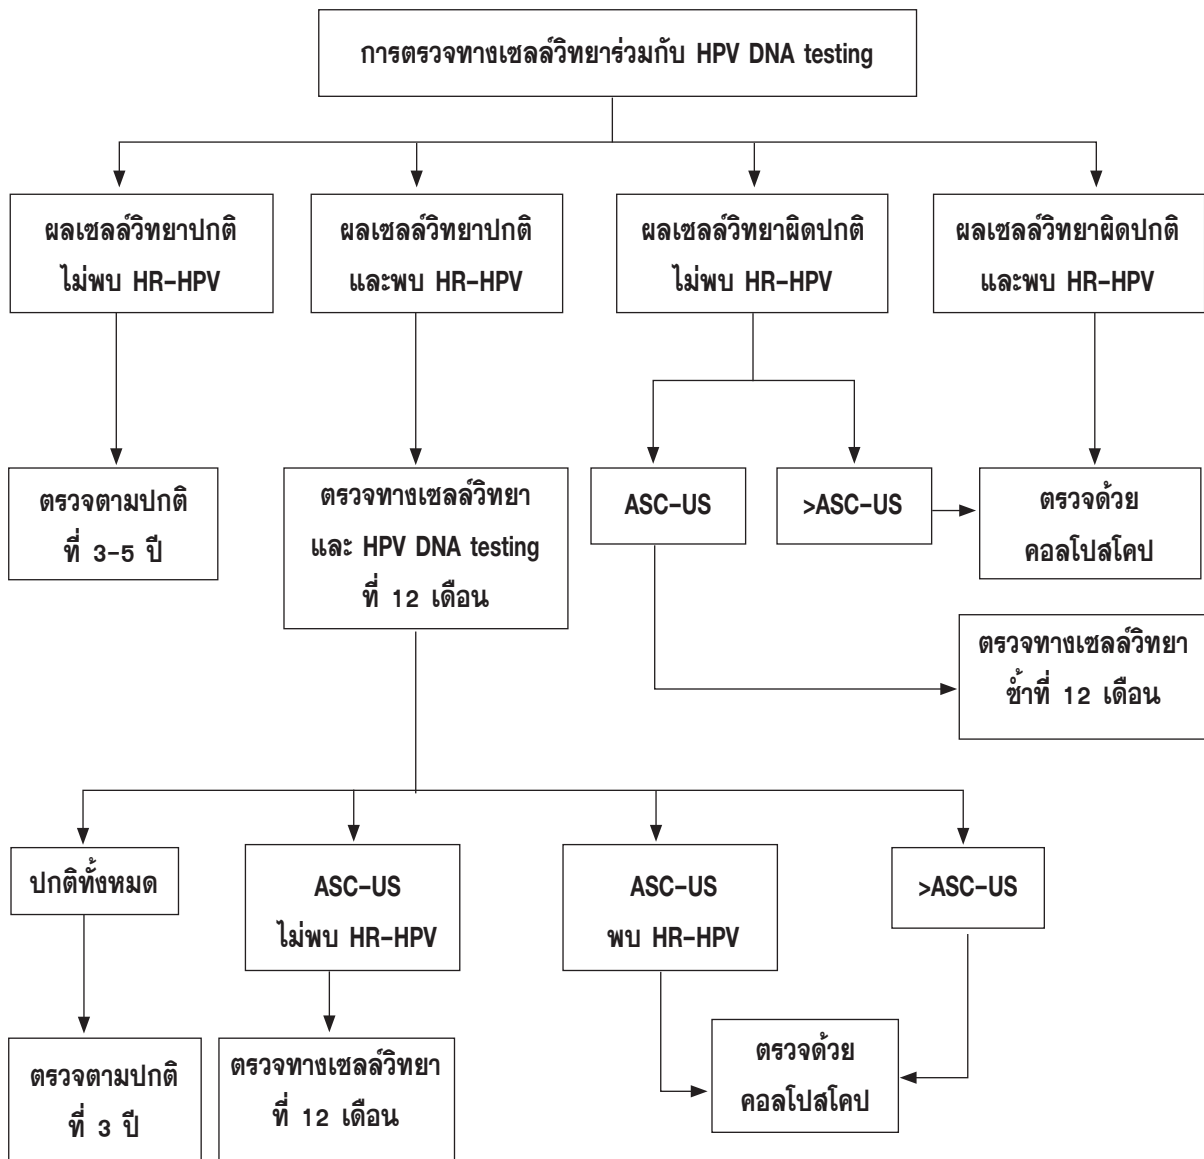 การตรวจทางเซลล์วิทยาร่วมกับ HPV DNA testing
ผลเซลล์วิทยาปกติ
ไม่พบ HR-HPV
ผลเซลล์วิทยาปกติ
และพบ HR-HPV
ผลเซลล์วิทยาผิดปกติ
ไม่พบ HR-HPV
ผลเซลล์วิทยาผิดปกติ
และพบ HR-HPV
ตรวจตามปกติ
ที่ 3-5 ปี
ตรวจทางเซลล์วิทยา
และ HPV DNA testing
ที่ 12 เดือน
ASC-US
>ASC-US
ตรวจด้วย
คอลโปสโคป
ตรวจทางเซลล์วิทยา
ซ้ำที่ 12 เดือน
ปกติทั้งหมด
ASC-US
ไม่พบ HR-HPV
ASC-US
พบ HR-HPV
>ASC-US
ตรวจตามปกติ
ที่ 3 ปี
ตรวจทางเซลล์วิทยา
ที่ 12 เดือน
ตรวจด้วย
คอลโปสโคป